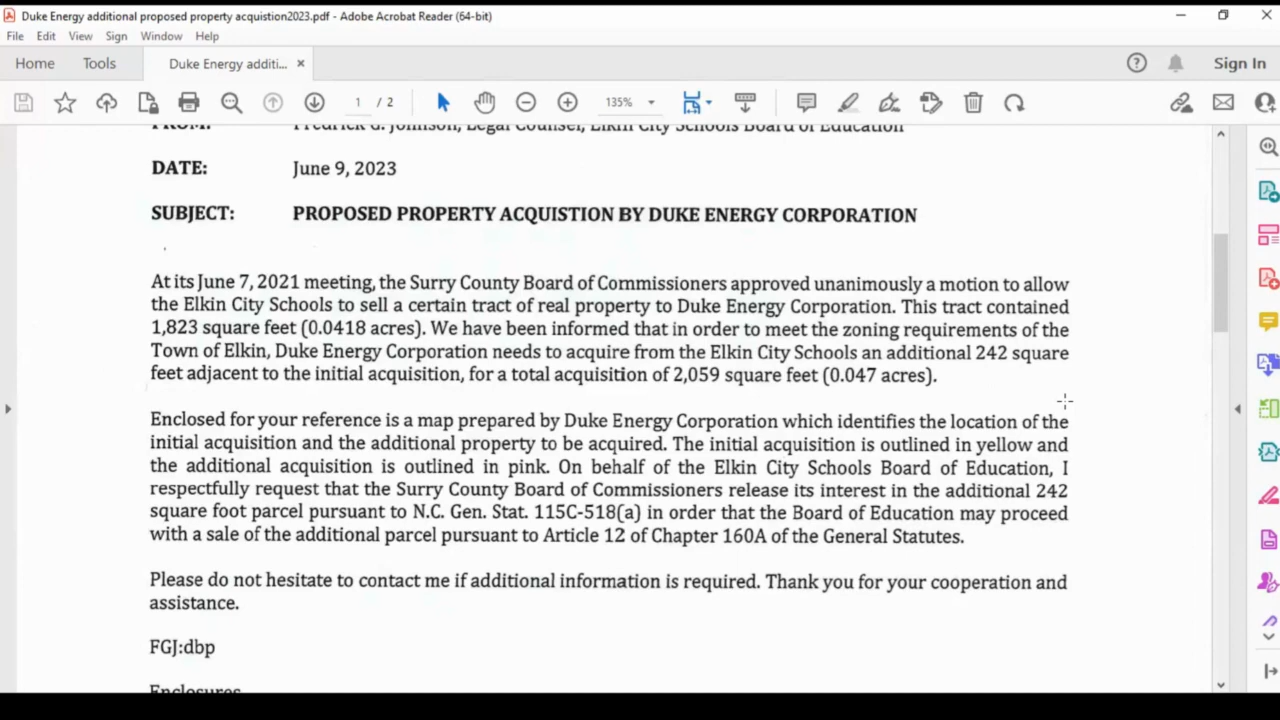 Duke Energy additional proposed property acquistion2023.pdf - Adobe Acrobat Reader (64-bit)
File Edit View Sign Window Help
Home Tools Duke Energy additi... × Sign In
1 / 2 135%
FROM: Fredrick G. Johnson, Legal Counsel, Elkin City Schools Board of Education
DATE: June 9, 2023
SUBJECT: PROPOSED PROPERTY ACQUISTION BY DUKE ENERGY CORPORATION
At its June 7, 2021 meeting, the Surry County Board of Commissioners approved unanimously a motion to allow
the Elkin City Schools to sell a certain tract of real property to Duke Energy Corporation. This tract contained
1,823 square feet (0.0418 acres). We have been informed that in order to meet the zoning requirements of the
Town of Elkin, Duke Energy Corporation needs to acquire from the Elkin City Schools an additional 242 square
feet adjacent to the initial acquisition, for a total acquisition of 2,059 square feet (0.047 acres).
Enclosed for your reference is a map prepared by Duke Energy Corporation which identifies the location of the
initial acquisition and the additional property to be acquired. The initial acquisition is outlined in yellow and
the additional acquisition is outlined in pink. On behalf of the Elkin City Schools Board of Education, I
respectfully request that the Surry County Board of Commissioners release its interest in the additional 242
square foot parcel pursuant to N.C. Gen. Stat. 115C-518(a) in order that the Board of Education may proceed
with a sale of the additional parcel pursuant to Article 12 of Chapter 160A of the General Statutes.
Please do not hesitate to contact me if additional information is required. Thank you for your cooperation and
assistance.
FGJ:dbp
Enclosures